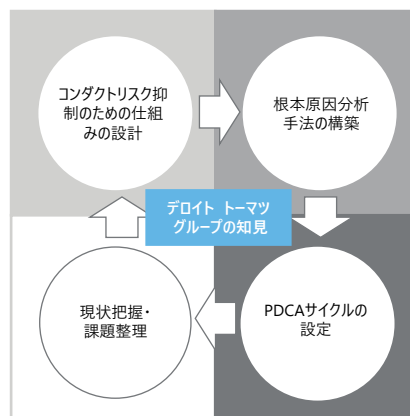 コンダクトリスク抑
制のための仕組
みの設計
根本原因分析
手法の構築
デロイト トーマツ
グループの知見
現状把握・
課題整理
PDCAサイクルの
設定